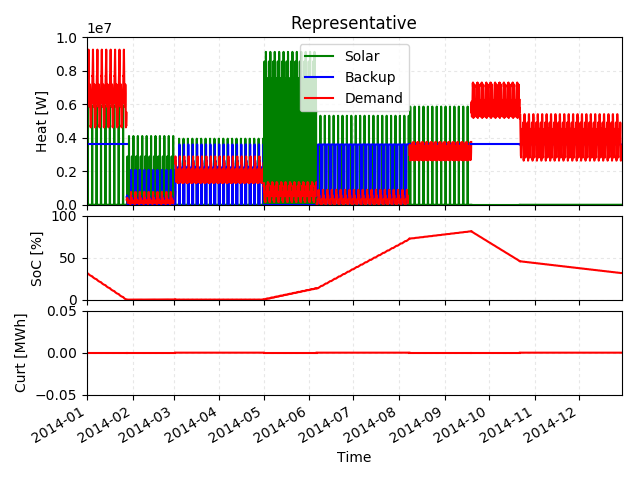 Representative
1e7
1.0
0.8
0.6
0.4
0.2
0.0
Heat [W]
Solar
Backup
Demand
100
50
0
SoC [%]
0.05
0.00
−0.05
Curt [MWh]
2014-01
2014-02
2014-03
2014-04
2014-05
2014-06
2014-07
2014-08
2014-09
2014-10
2014-11
2014-12
Time